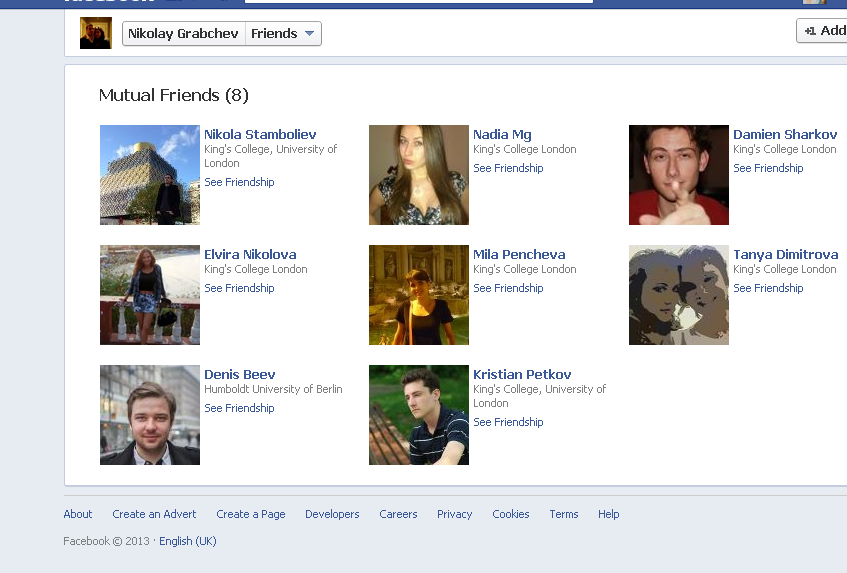 Nikolay Grabchev Friends +1 Add
Mutual Friends (8)
Nikola Stamboliev
King's College, University of
London
See Friendship
Nadia Mg
King's College London
See Friendship
Damien Sharkov
King's College London
See Friendship
Elvira Nikolova
King's College London
See Friendship
Mila Pencheva
King's College London
See Friendship
Tanya Dimitrova
King's College London
See Friendship
Denis Beev
Humboldt University of Berlin
See Friendship
Kristian Petkov
King's College, University of
London
See Friendship
About Create an Advert Create a Page Developers Careers Privacy Cookies Terms Help
Facebook © 2013 · English (UK)